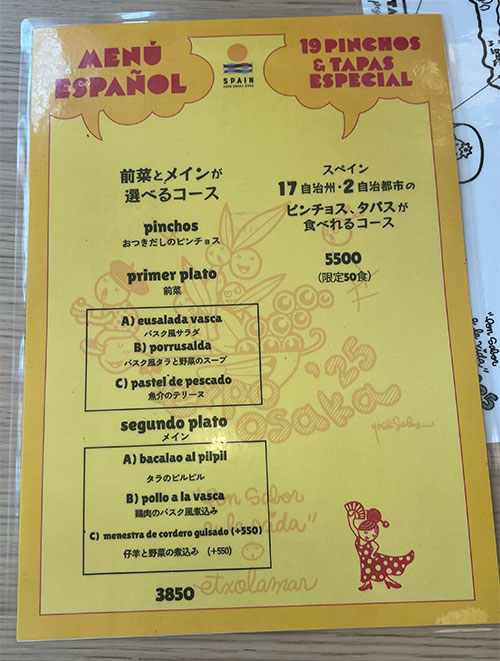 MENÚ
ESPAÑOL
SPAIN
19 PINCHOS
& TAPAS
ESPECIAL
前菜とメインが
選べるコース
pinchos
おつきだしのピンチョス
primer plato
前菜
A) eusalada vasca
バスク風サラダ
B) porrusalda
バスク風タラと野菜のスープ
C) pastel de pescado
魚介のテリーヌ
segundo plato
メイン
A) bacalao al pilpil
タラのピルピル
B) pollo a la vasca
鶏肉のバスク風煮込み
C) menestra de cordero guisado (+550)
仔羊と野菜の煮込み (+550)
3850
スペイン
17自治州・2自治都市の
ピンチョス、タパスが
食べれるコース
5500
(限定50食)
expo '25
osaka
"con sabor
a la vida"
etxolamar
"con sabor
a la vida"